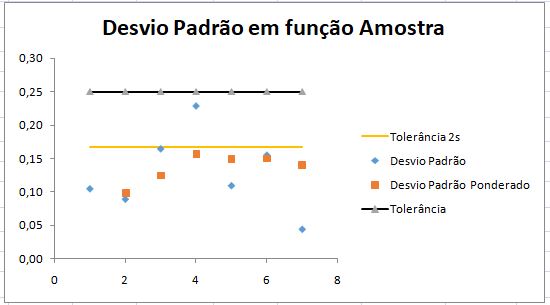 Desvio Padrão em função Amostra
0,30
0,25
0,20
0,15
0,10
0,05
0,00
0 2 4 6 8
Tolerância 2s
Desvio Padrão
Desvio Padrão Ponderado
Tolerância